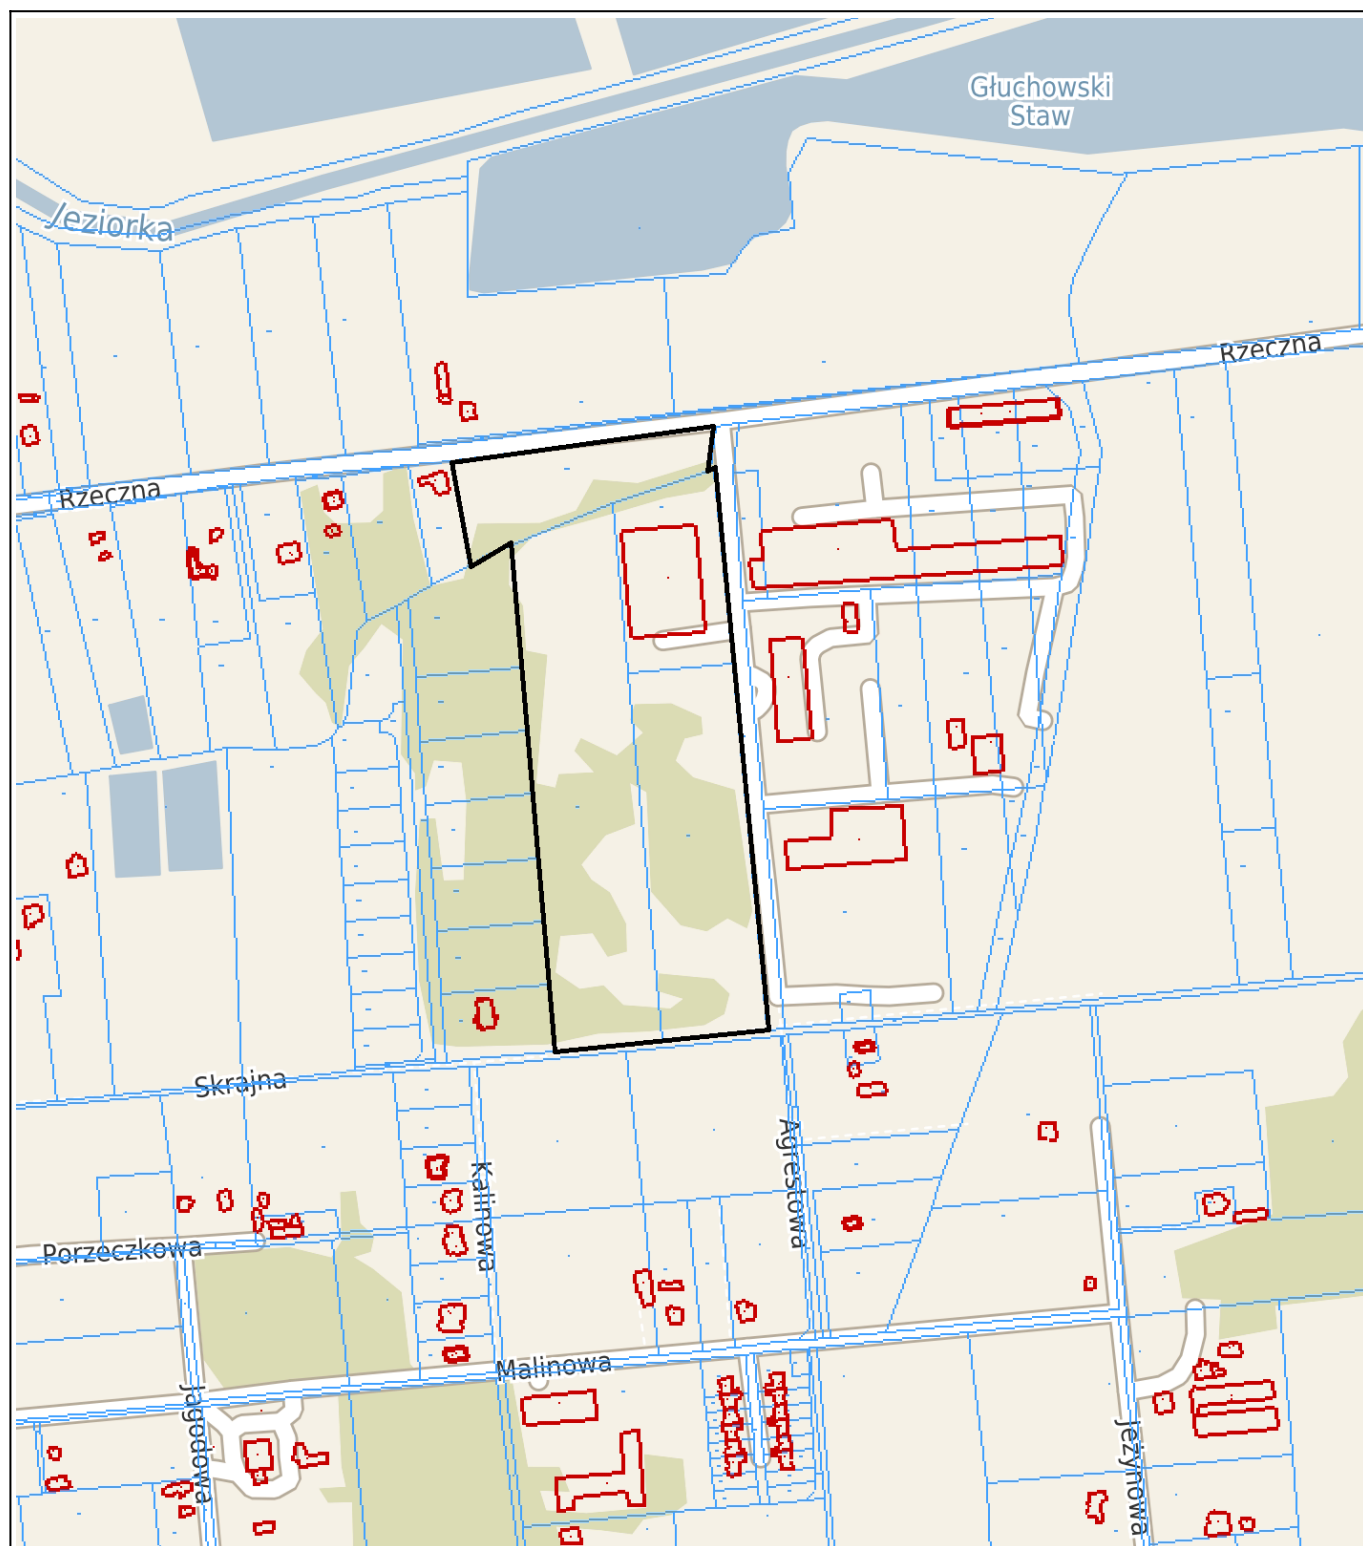 Głuchowski
Staw
Jeziorka
Rzeczna
Rzeczna
Skrajna
Agrestowa
Kalinowa
Porzeczkowa
Malinowa
Jagodowa
Jeżynowa